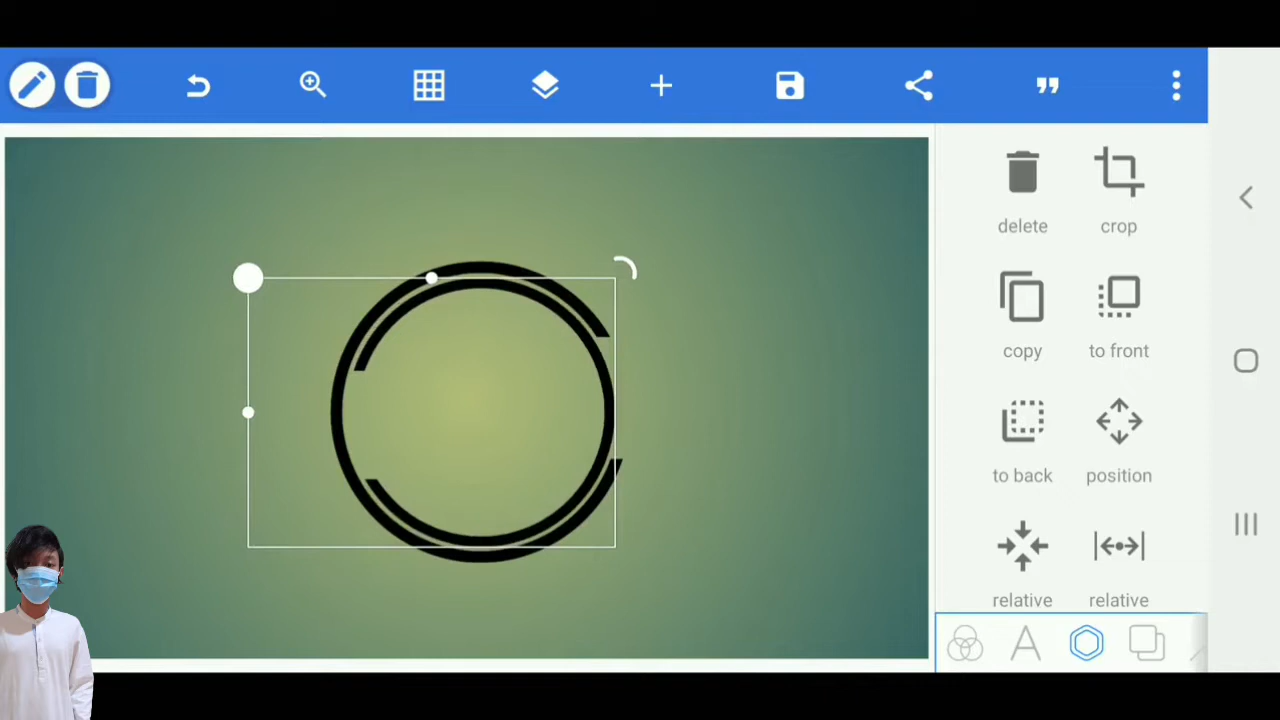 delete
crop
copy
to front
to back
position
relative
relative